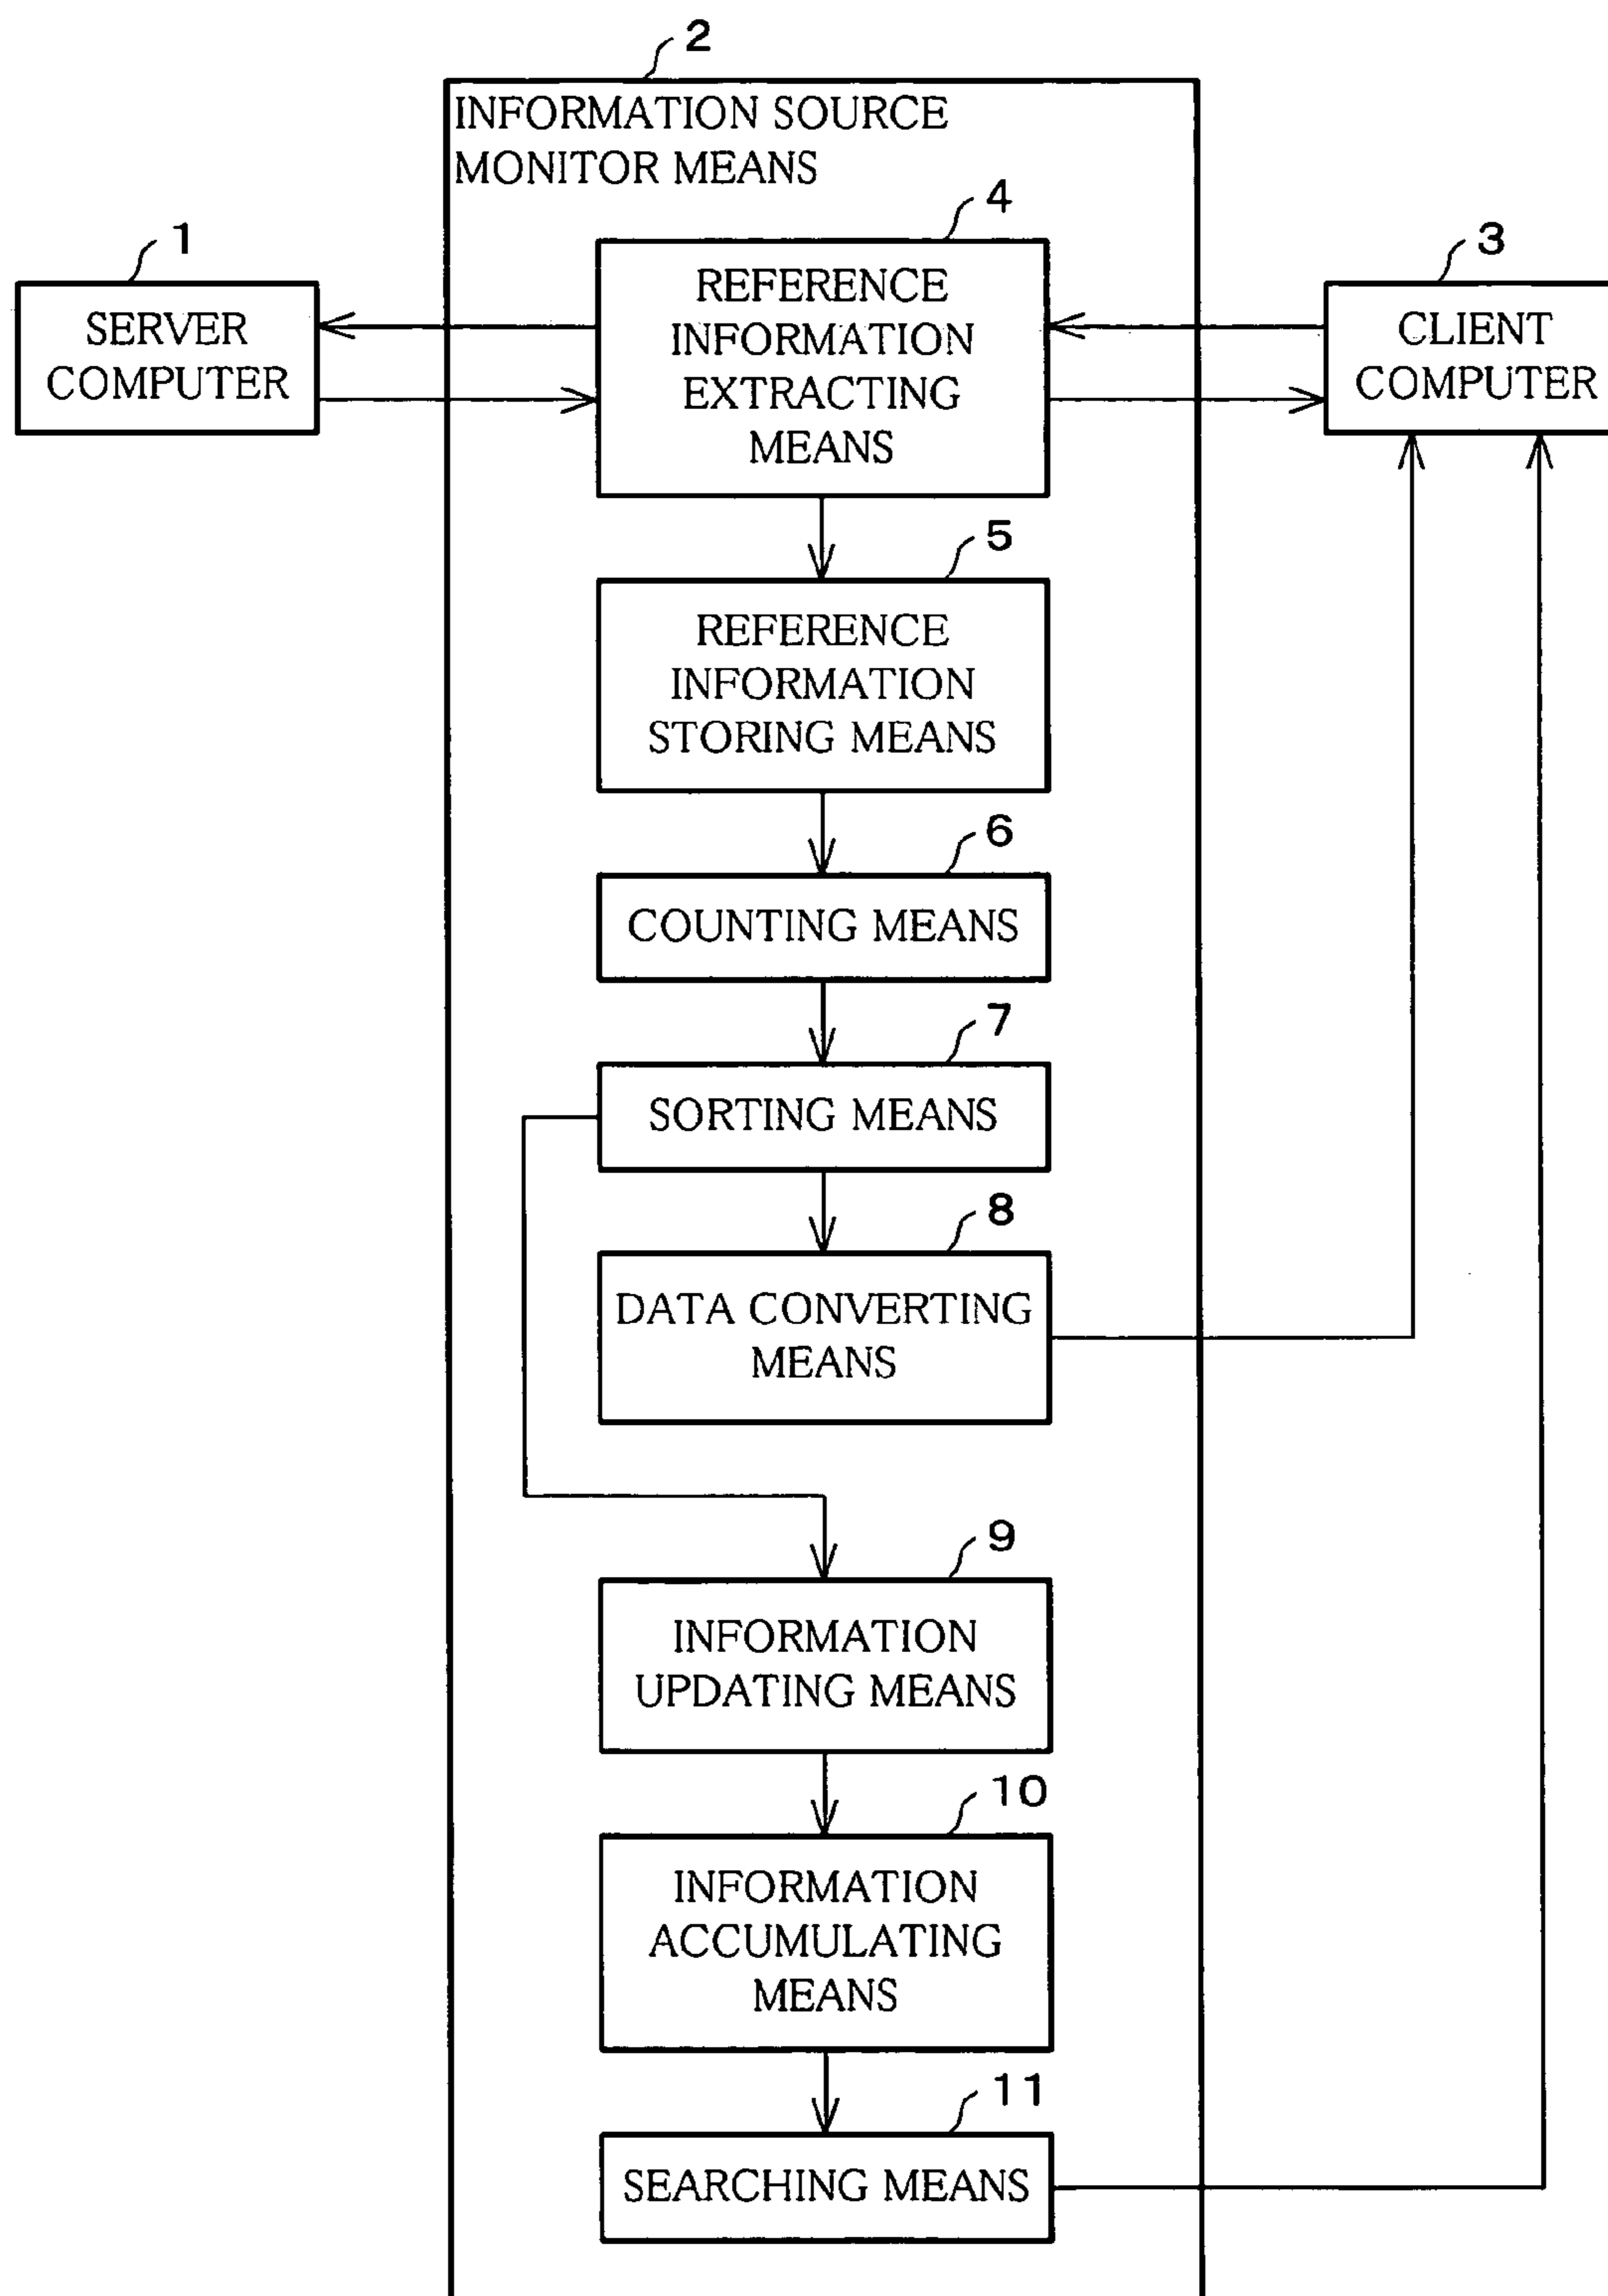 2
INFORMATION SOURCE
MONITOR MEANS
4
1
3
REFERENCE
INFORMATION
EXTRACTING
MEANS
SERVER
COMPUTER
CLIENT
COMPUTER
5
REFERENCE
INFORMATION
STORING MEANS
6
COUNTING MEANS
7
SORTING MEANS
8
DATA CONVERTING
MEANS
9
INFORMATION
UPDATING MEANS
10
INFORMATION
ACCUMULATING
MEANS
11
SEARCHING MEANS